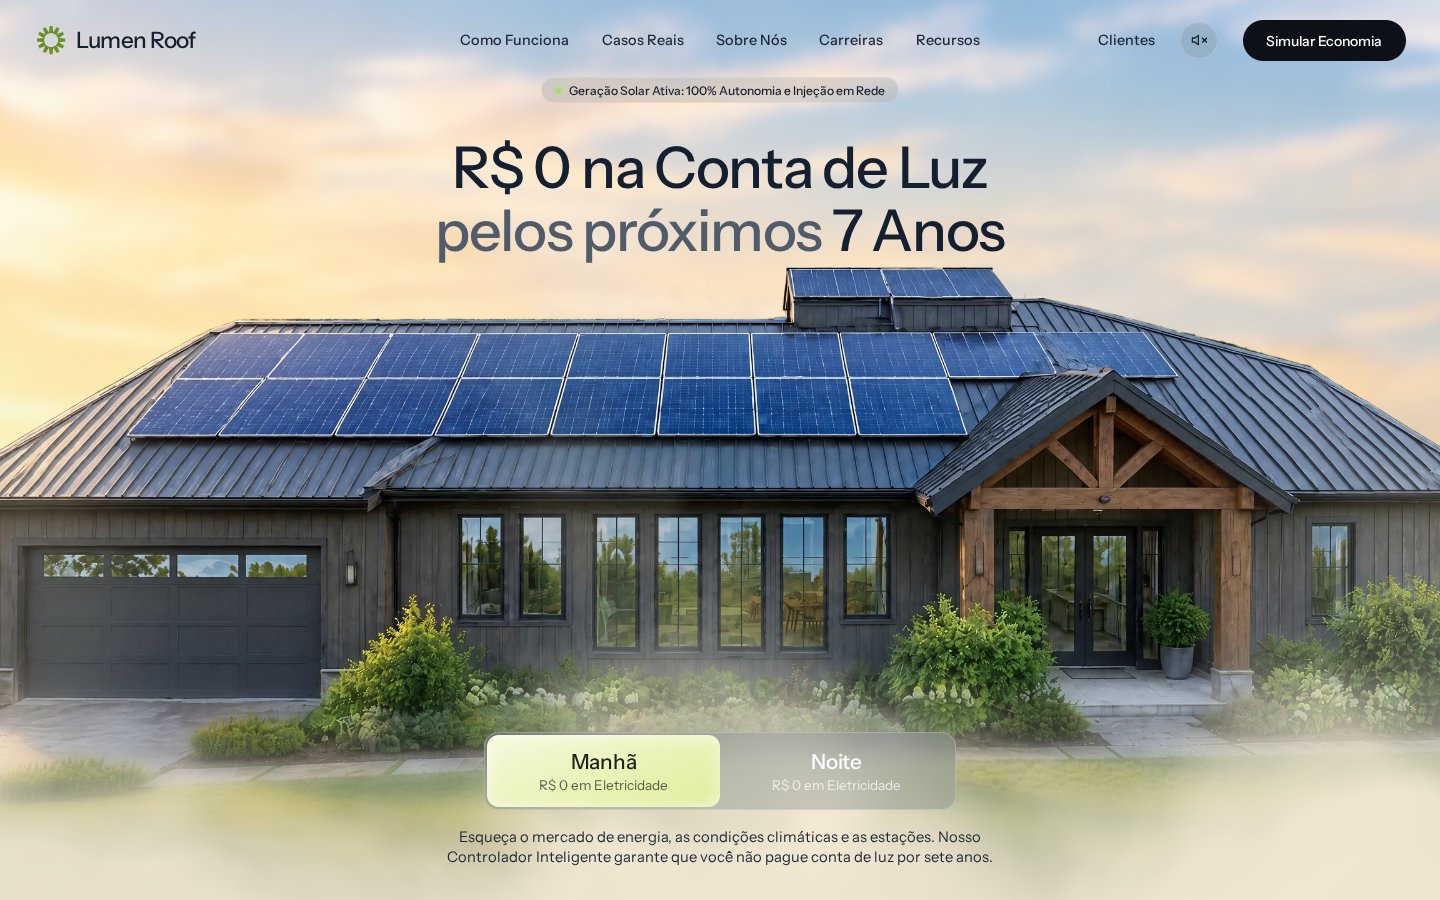 Lumen Roof
Como Funciona
Casos Reais
Sobre Nós
Carreiras
Recursos
Clientes
Simular Economia
Geração Solar Ativa: 100% Autonomia e Injeção em Rede
R$ 0 na Conta de Luz
pelos próximos 7 Anos
Manhã
R$ 0 em Eletricidade
Noite
R$ 0 em Eletricidade
Esqueça o mercado de energia, as condições climáticas e as estações. Nosso
Controlador Inteligente garante que você não pague conta de luz por sete anos.